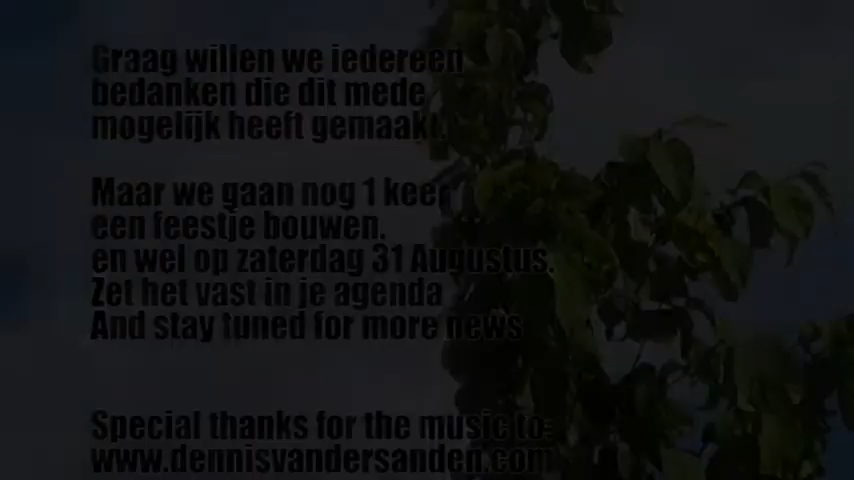 Graag willen we iedereen
bedanken die dit mede
mogelijk heeft gemaakt.
Maar we gaan nog 1 keer
een feestje bouwen.
en wel op zaterdag 31 Augustus.
Zet het vast in je agenda
And stay tuned for more news
Special thanks for the music to:
www.dennisvandersanden.com